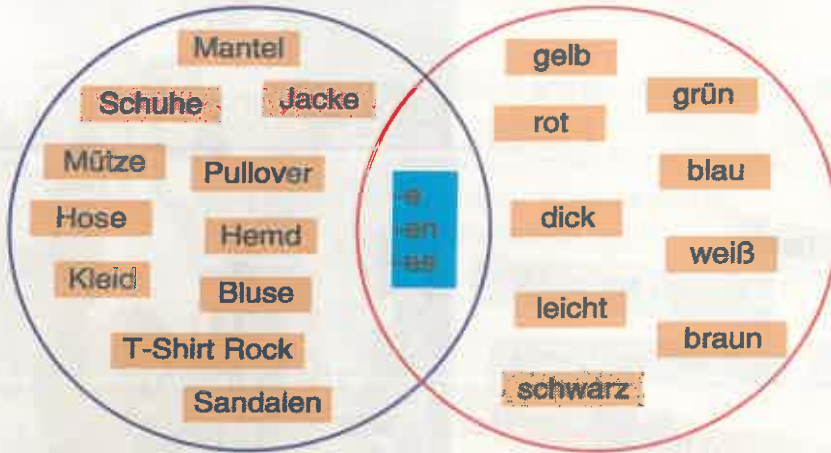 Mantel
Schuhe
Jacke
Mütze
Pullover
Hose
Hemd
Kleid
Bluse
T-Shirt Rock
Sandalen
-e
-en
-es
gelb
grün
rot
blau
dick
weiß
leicht
braun
schwarz